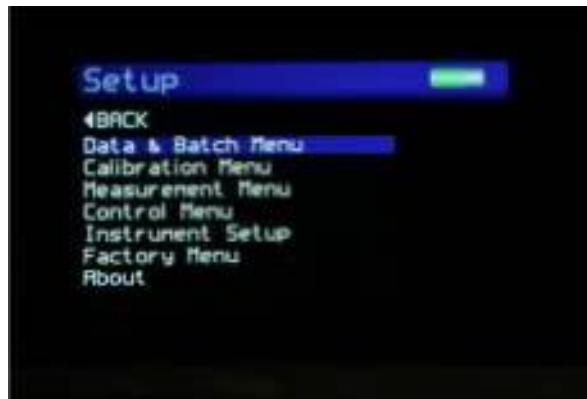 Setup
◀BACK
Data & Batch Menu
Calibration Menu
Measurement Menu
Control Menu
Instrument Setup
Factory Menu
About